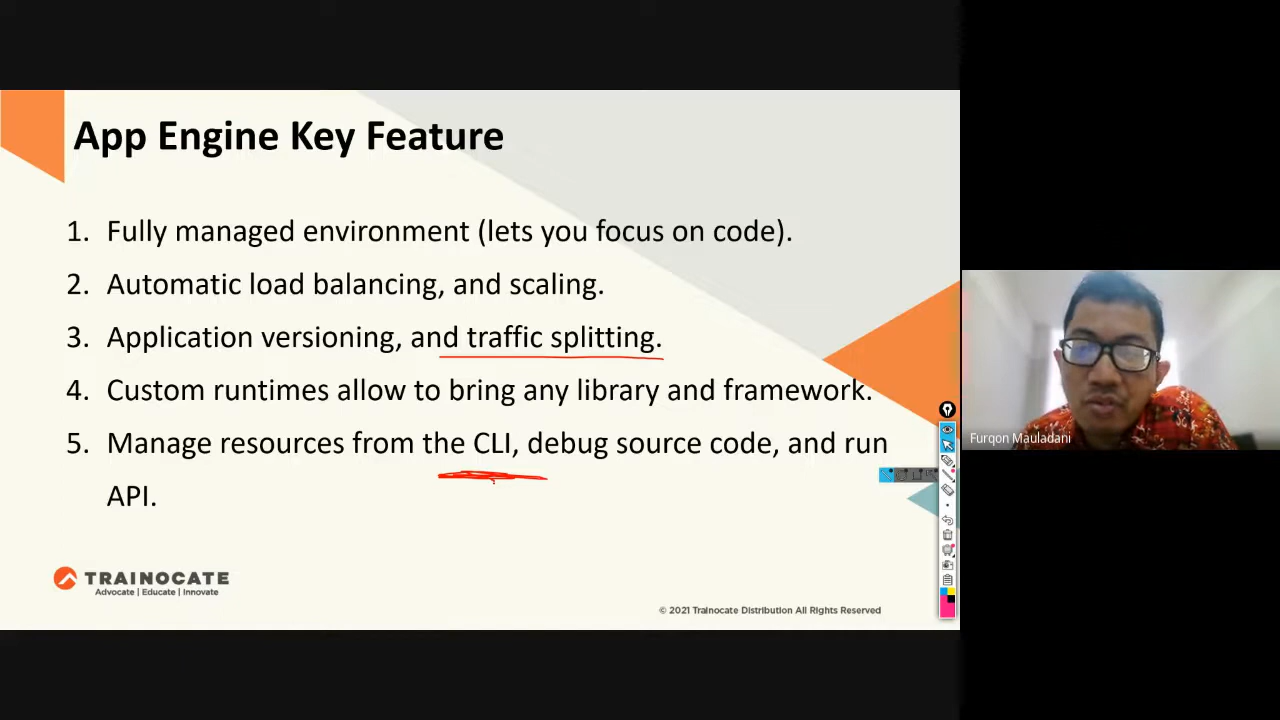 App Engine Key Feature
1. Fully managed environment (lets you focus on code).
2. Automatic load balancing, and scaling.
3. Application versioning, and traffic splitting.
4. Custom runtimes allow to bring any library and framework.
5. Manage resources from the CLI, debug source code, and run
API.
Furqon Mauladani
TRAINOCATE
Advocate | Educate | Innovate
© 2021 Trainocate Distribution All Rights Reserved